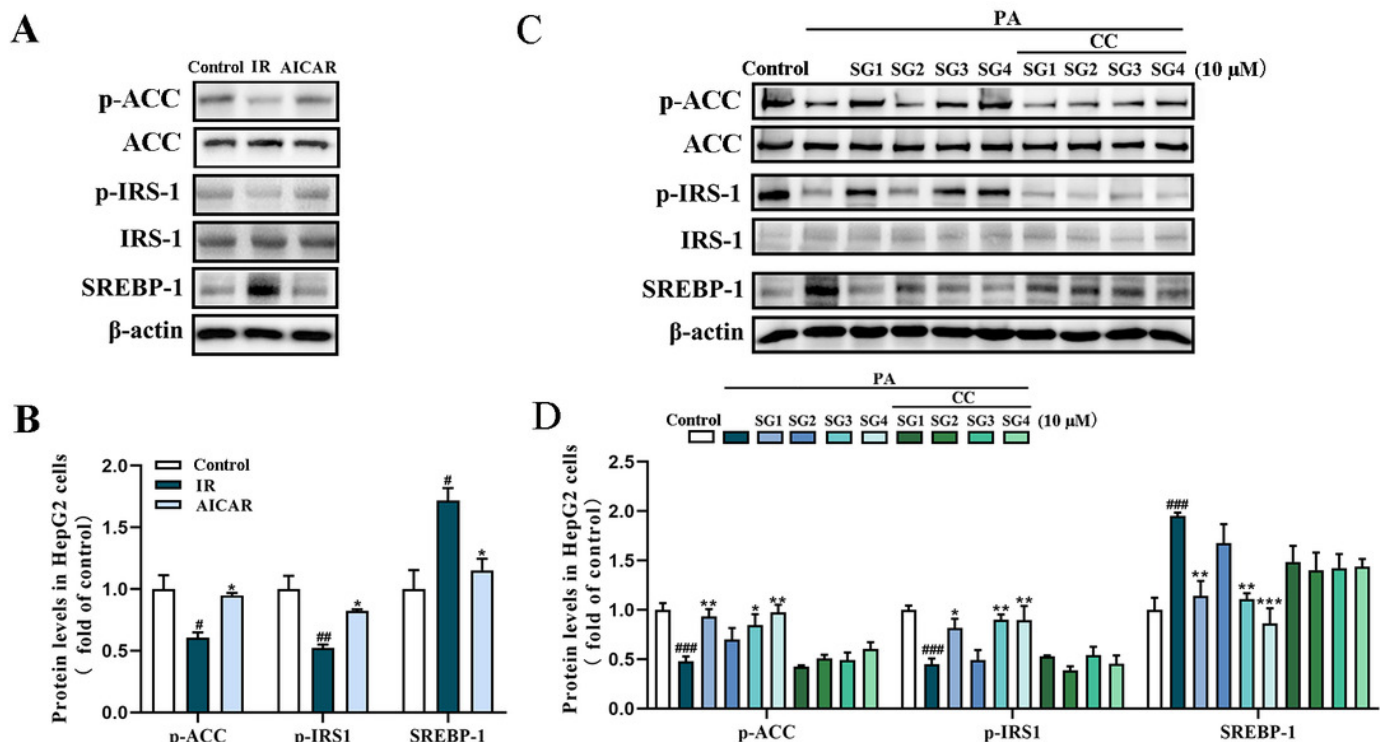 A
Control IR AICAR
p-ACC
ACC
p-IRS-1
IRS-1
SREBP-1
β-actin
C
PA
CC
Control SG1 SG2 SG3 SG4 SG1 SG2 SG3 SG4 (10 μM)
p-ACC
ACC
p-IRS-1
IRS-1
SREBP-1
β-actin
B
Protein levels in HepG2 cells
( fold of control)
2.0
1.5
1.0
0.5
0.0
Control
IR
AICAR
# * ## * # *
p-ACC p-IRS1 SREBP-1
D
PA
CC
Control SG1 SG2 SG3 SG4 SG1 SG2 SG3 SG4 (10 μM)
Protein levels in HepG2 cells
( fold of control)
2.5
2.0
1.5
1.0
0.5
0.0
### ** * ** ### * ** ** ### ** ** ***
p-ACC p-IRS1 SREBP-1